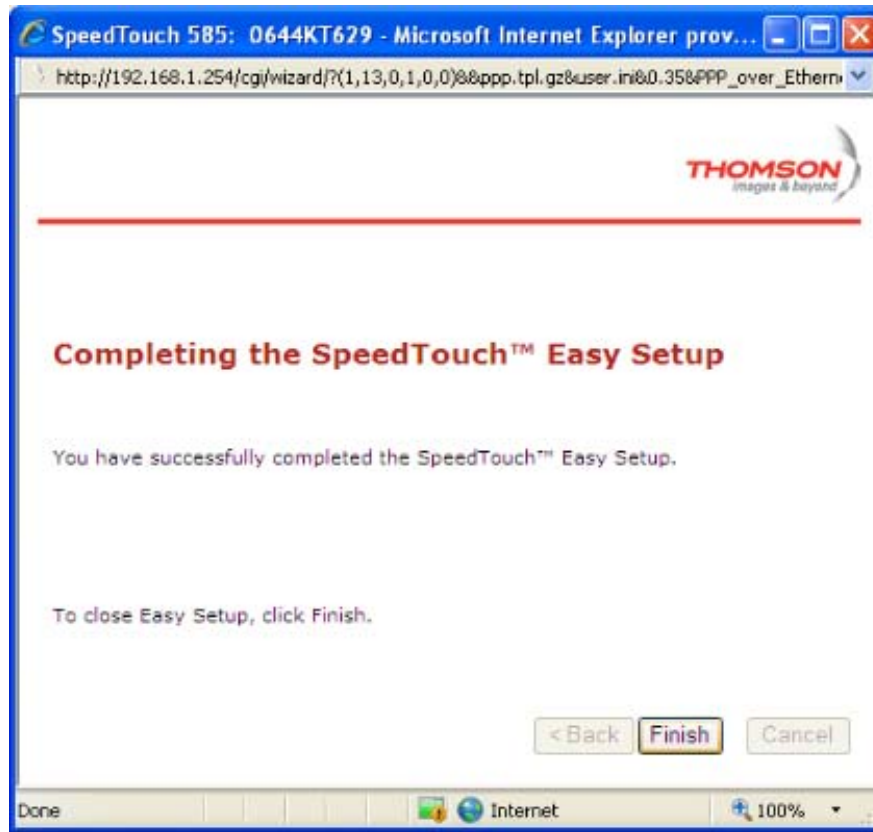 SpeedTouch 585: 0644KT629 - Microsoft Internet Explorer prov...
http://192.168.1.254/cgi/wizard/?(1,13,0,1,0,0)&&ppp.tpl.gz&user.ini&0.35&PPP_over_Ethern
THOMSON
images & beyond
Completing the SpeedTouch™ Easy Setup
You have successfully completed the SpeedTouch™ Easy Setup.
To close Easy Setup, click Finish.
< Back Finish Cancel
Done Internet 100%